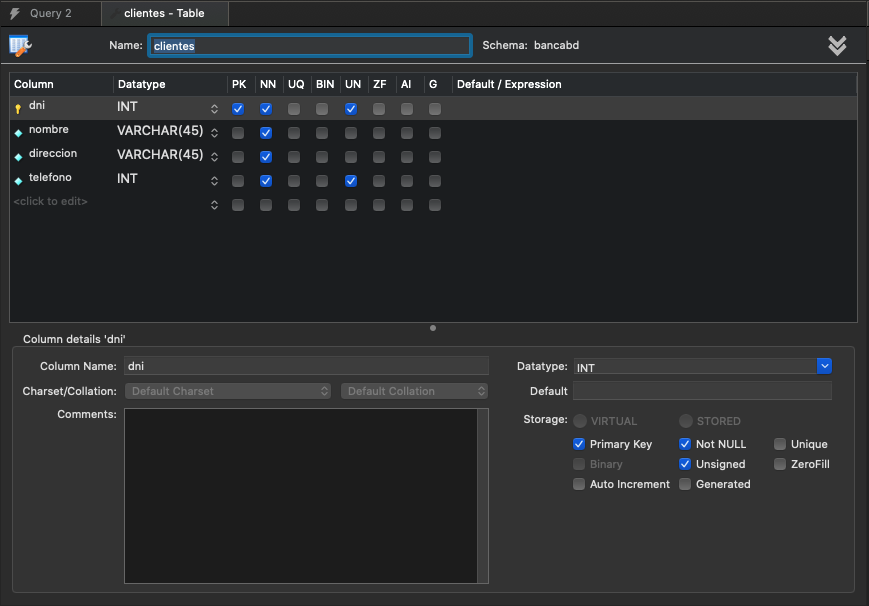 Query 2 clientes - Table
Name: clientes Schema: bancabd
Column Datatype PK NN UQ BIN UN ZF AI G Default / Expression
dni INT
nombre VARCHAR(45)
direccion VARCHAR(45)
telefono INT
<click to edit>
Column details 'dni'
Column Name: dni Datatype: INT
Charset/Collation: Default Charset Default Collation Default
Comments: Storage: VIRTUAL STORED
Primary Key Not NULL Unique
Binary Unsigned ZeroFill
Auto Increment Generated